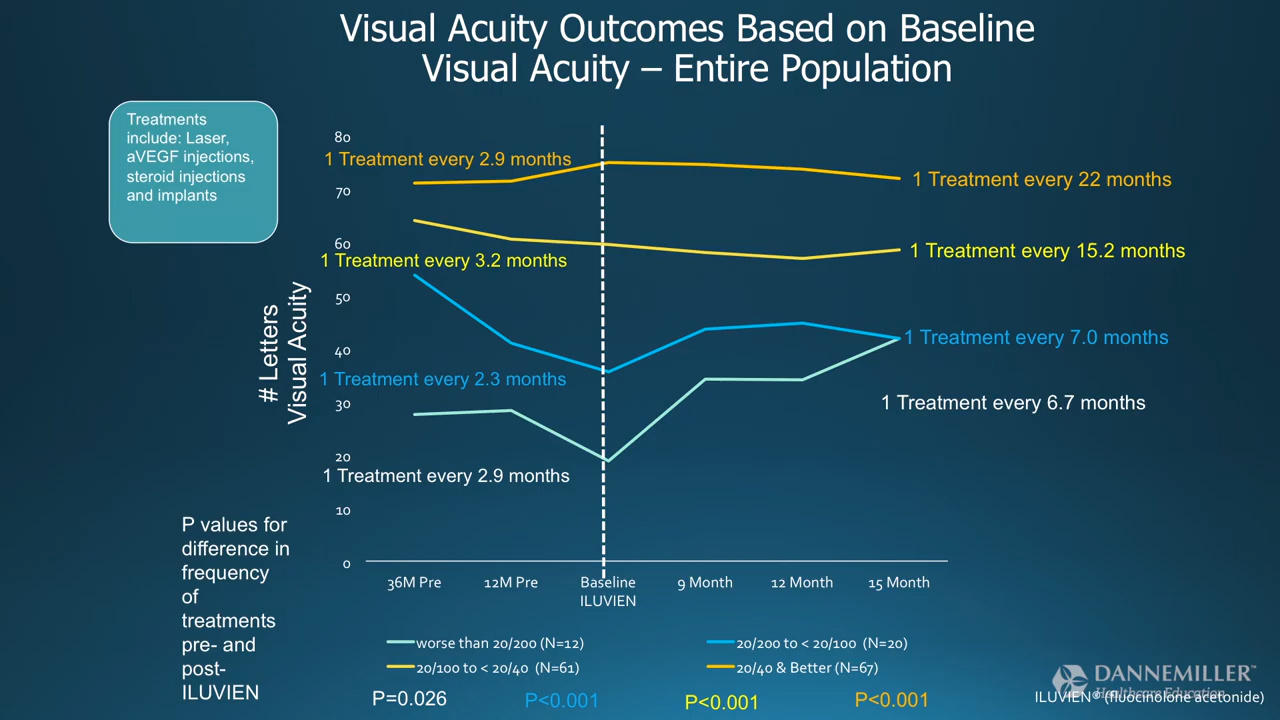 Visual Acuity Outcomes Based on Baseline
Visual Acuity – Entire Population
Treatments
include: Laser,
aVEGF injections,
steroid injections
and implants
80
70
60
50
40
30
20
10
0
# Letters
Visual Acuity
1 Treatment every 2.9 months
1 Treatment every 22 months
1 Treatment every 3.2 months
1 Treatment every 15.2 months
1 Treatment every 2.3 months
1 Treatment every 7.0 months
1 Treatment every 2.9 months
1 Treatment every 6.7 months
36M Pre
12M Pre
Baseline
ILUVIEN
9 Month
12 Month
15 Month
P values for
difference in
frequency
of
treatments
pre- and
post-
ILUVIEN
worse than 20/200 (N=12)
20/200 to < 20/100 (N=20)
20/100 to < 20/40 (N=61)
20/40 & Better (N=67)
P=0.026
P<0.001
P<0.001
P<0.001
DANNEMILLER™
Healthcare Education
ILUVIEN® (fluocinolone acetonide)